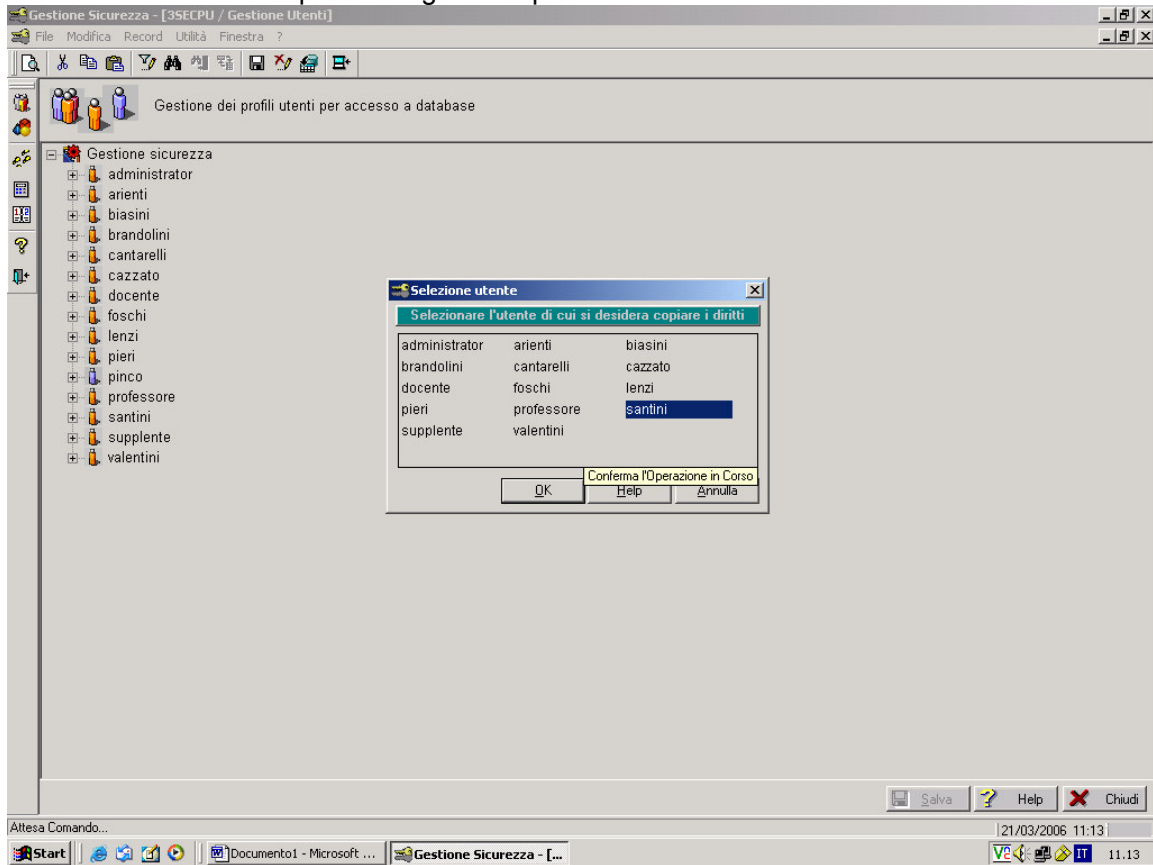 Gestione Sicurezza - [3SECPU / Gestione Utenti]
File Modifica Record Utilità Finestra ?
Gestione dei profili utenti per accesso a database
Gestione sicurezza
administrator
arienti
biasini
brandolini
cantarelli
cazzato
docente
foschi
lenzi
pieri
pinco
professore
santini
supplente
valentini
Selezione utente
Selezionare l'utente di cui si desidera copiare i diritti
administrator arienti biasini
brandolini cantarelli cazzato
docente foschi lenzi
pieri professore santini
supplente valentini
Conferma l'Operazione in Corso
OK Help Annulla
Salva Help Chiudi
Attesa Comando... 21/03/2006 11:13
Start Documento1 - Microsoft ... Gestione Sicurezza - [... IT 11.13